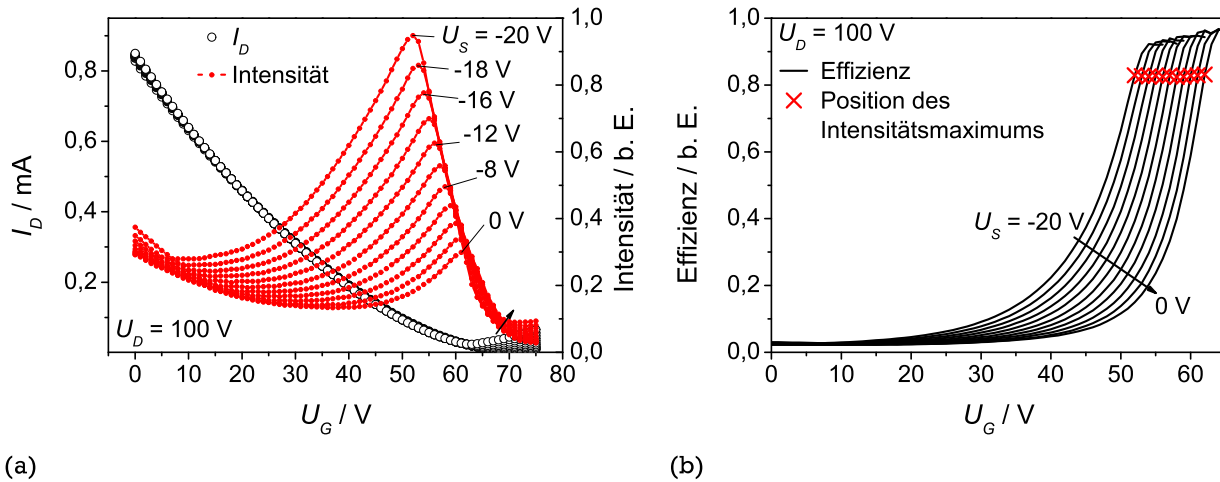 I_D
Intensität
U_S = -20 V
-18 V
-16 V
-12 V
-8 V
0 V
U_D = 100 V
0,8
0,6
0,4
0,2
I_D / mA
1,0
0,8
0,6
0,4
0,2
0,0
Intensität / b. E.
0 10 20 30 40 50 60 70 80
U_G / V
(a)
U_D = 100 V
Effizienz
Position des
Intensitätsmaximums
U_S = -20 V
0 V
1,0
0,8
0,6
0,4
0,2
0,0
Effizienz / b. E.
0 10 20 30 40 50 60
U_G / V
(b)